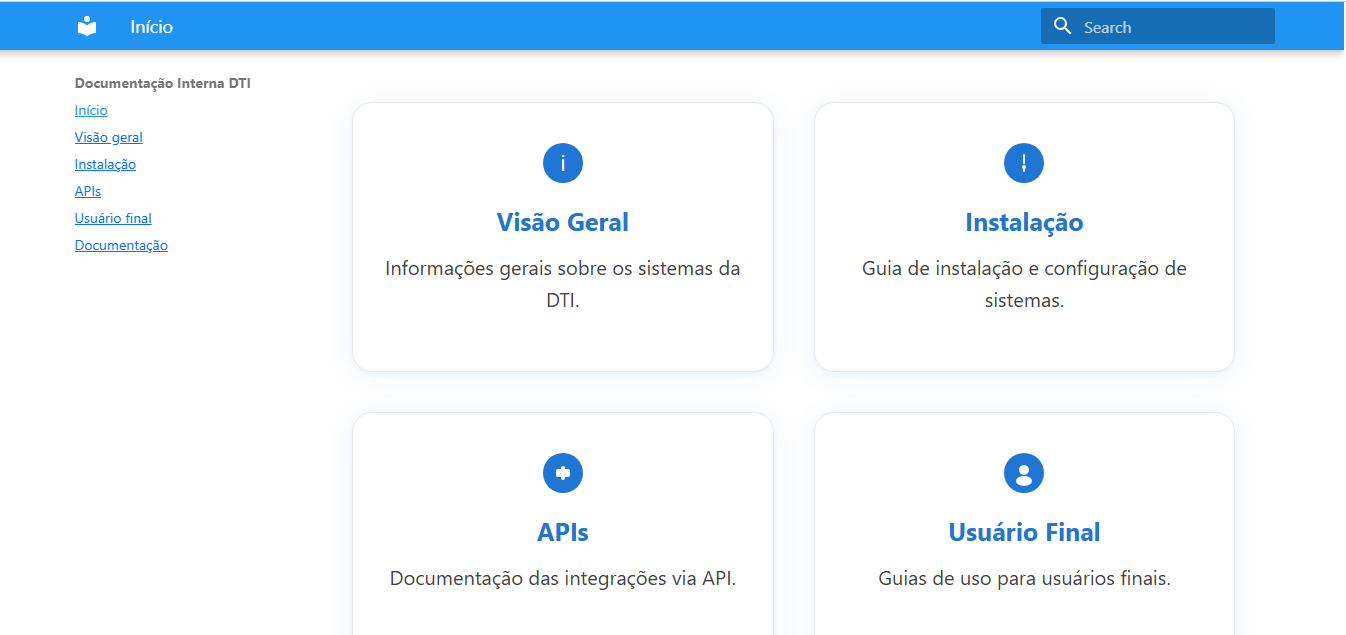 Início
Search
Documentação Interna DTI
Início
Visão geral
Instalação
APIs
Usuário final
Documentação
Visão Geral
Informações gerais sobre os sistemas da
DTI.
Instalação
Guia de instalação e configuração de
sistemas.
APIs
Documentação das integrações via API.
Usuário Final
Guias de uso para usuários finais.